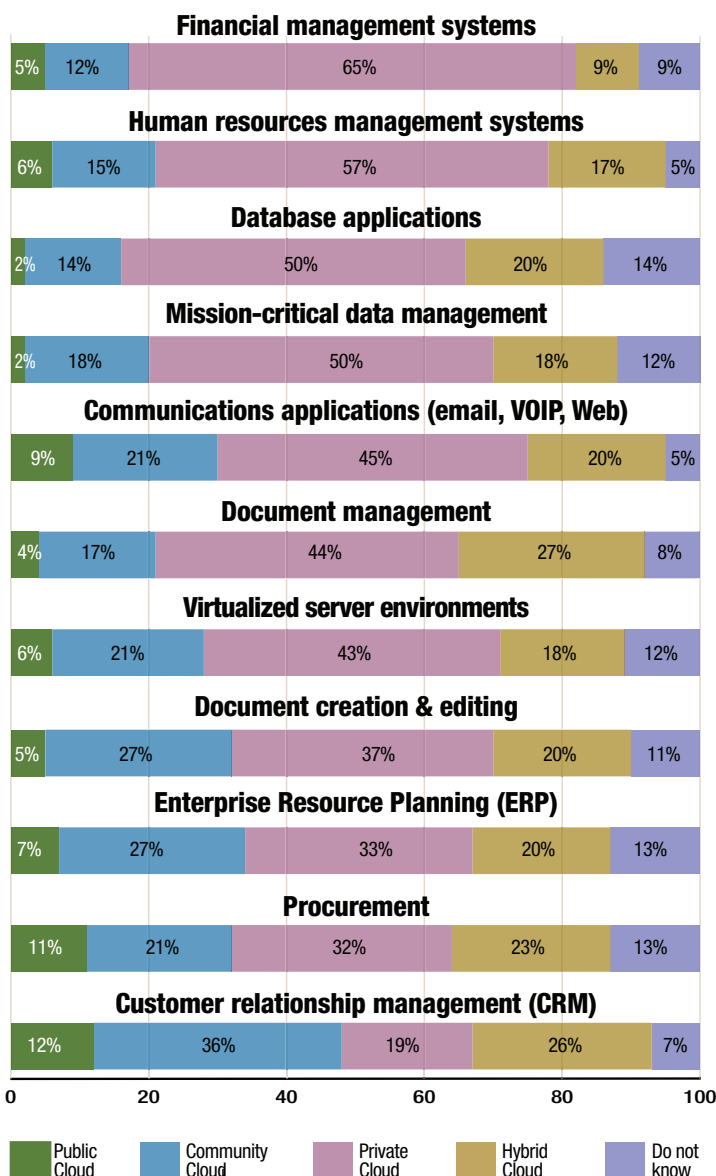 Financial management systems
5% 12% 65% 9% 9%
Human resources management systems
6% 15% 57% 17% 5%
Database applications
2% 14% 50% 20% 14%
Mission-critical data management
2% 18% 50% 18% 12%
Communications applications (email, VOIP, Web)
9% 21% 45% 20% 5%
Document management
4% 17% 44% 27% 8%
Virtualized server environments
6% 21% 43% 18% 12%
Document creation & editing
5% 27% 37% 20% 11%
Enterprise Resource Planning (ERP)
7% 27% 33% 20% 13%
Procurement
11% 21% 32% 23% 13%
Customer relationship management (CRM)
12% 36% 19% 26% 7%
0 20 40 60 80 100
Public Community Private Hybrid Do not
Cloud Cloud Cloud Cloud know